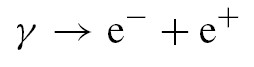 γ → e⁻ + e⁺